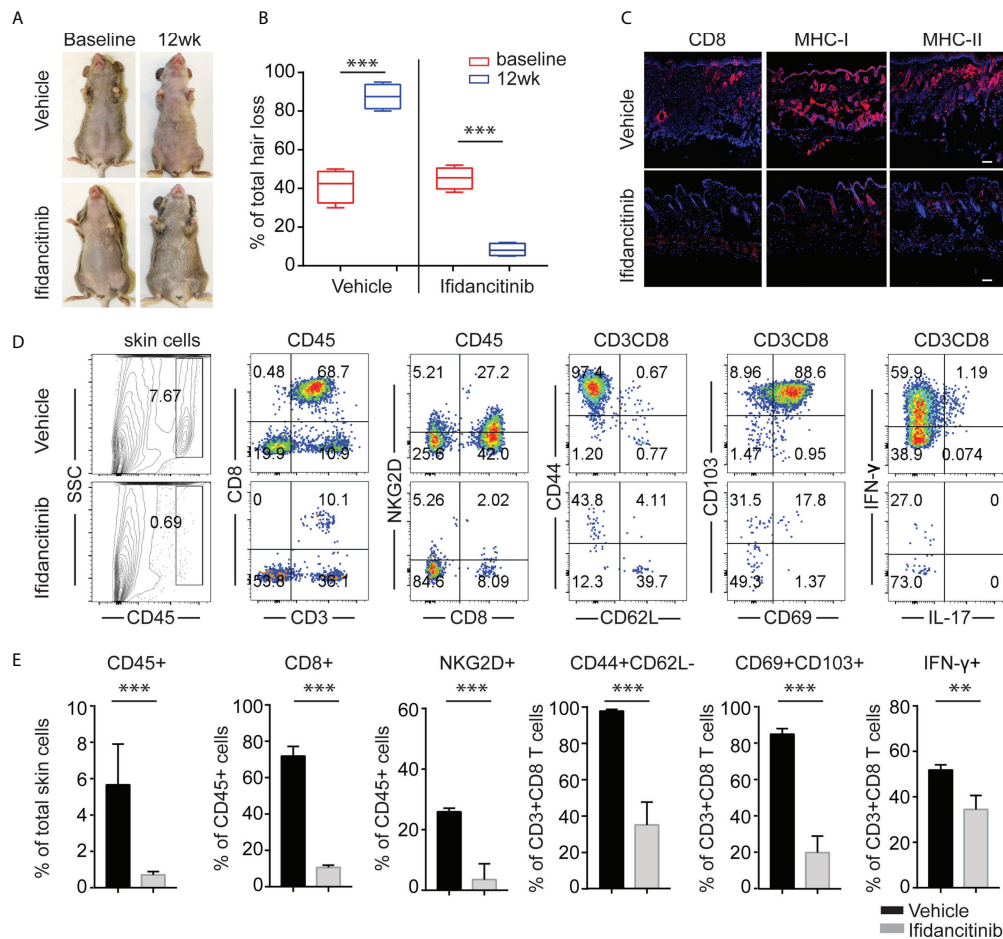 A
Baseline
12wk
Vehicle
Ifidancitinib
B
% of total hair loss
100
80
60
40
20
0
baseline
12wk
***
***
Vehicle
Ifidancitinib
C
CD8
MHC-I
MHC-II
Vehicle
Ifidancitinib
D
skin cells
CD45
CD45
CD3CD8
CD3CD8
CD3CD8
Vehicle
7.67
0.48 68.7
19.9 10.9
5.21 27.2
25.6 42.0
97.4 0.67
1.20 0.77
8.96 88.6
1.47 0.95
59.9 1.19
38.9 0.074
SSC
CD8
NKG2D
CD44
CD103
IFN-γ
Ifidancitinib
0.69
0 10.1
53.8 36.1
5.26 2.02
84.6 8.09
43.8 4.11
12.3 39.7
31.5 17.8
49.3 1.37
27.0 0
73.0 0
CD45
CD3
CD8
CD62L
CD69
IL-17
E
CD45+
***
% of total skin cells
10
8
6
4
2
0
CD8+
***
% of CD45+ cells
100
80
60
40
20
0
NKG2D+
***
% of CD45+ cells
60
40
20
0
CD44+CD62L-
***
% of CD3+CD8 T cells
100
80
60
40
20
0
CD69+CD103+
***
% of CD3+CD8 T cells
100
80
60
40
20
0
IFN-γ+
**
% of CD3+CD8 T cells
80
60
40
20
0
Vehicle
Ifidancitinib